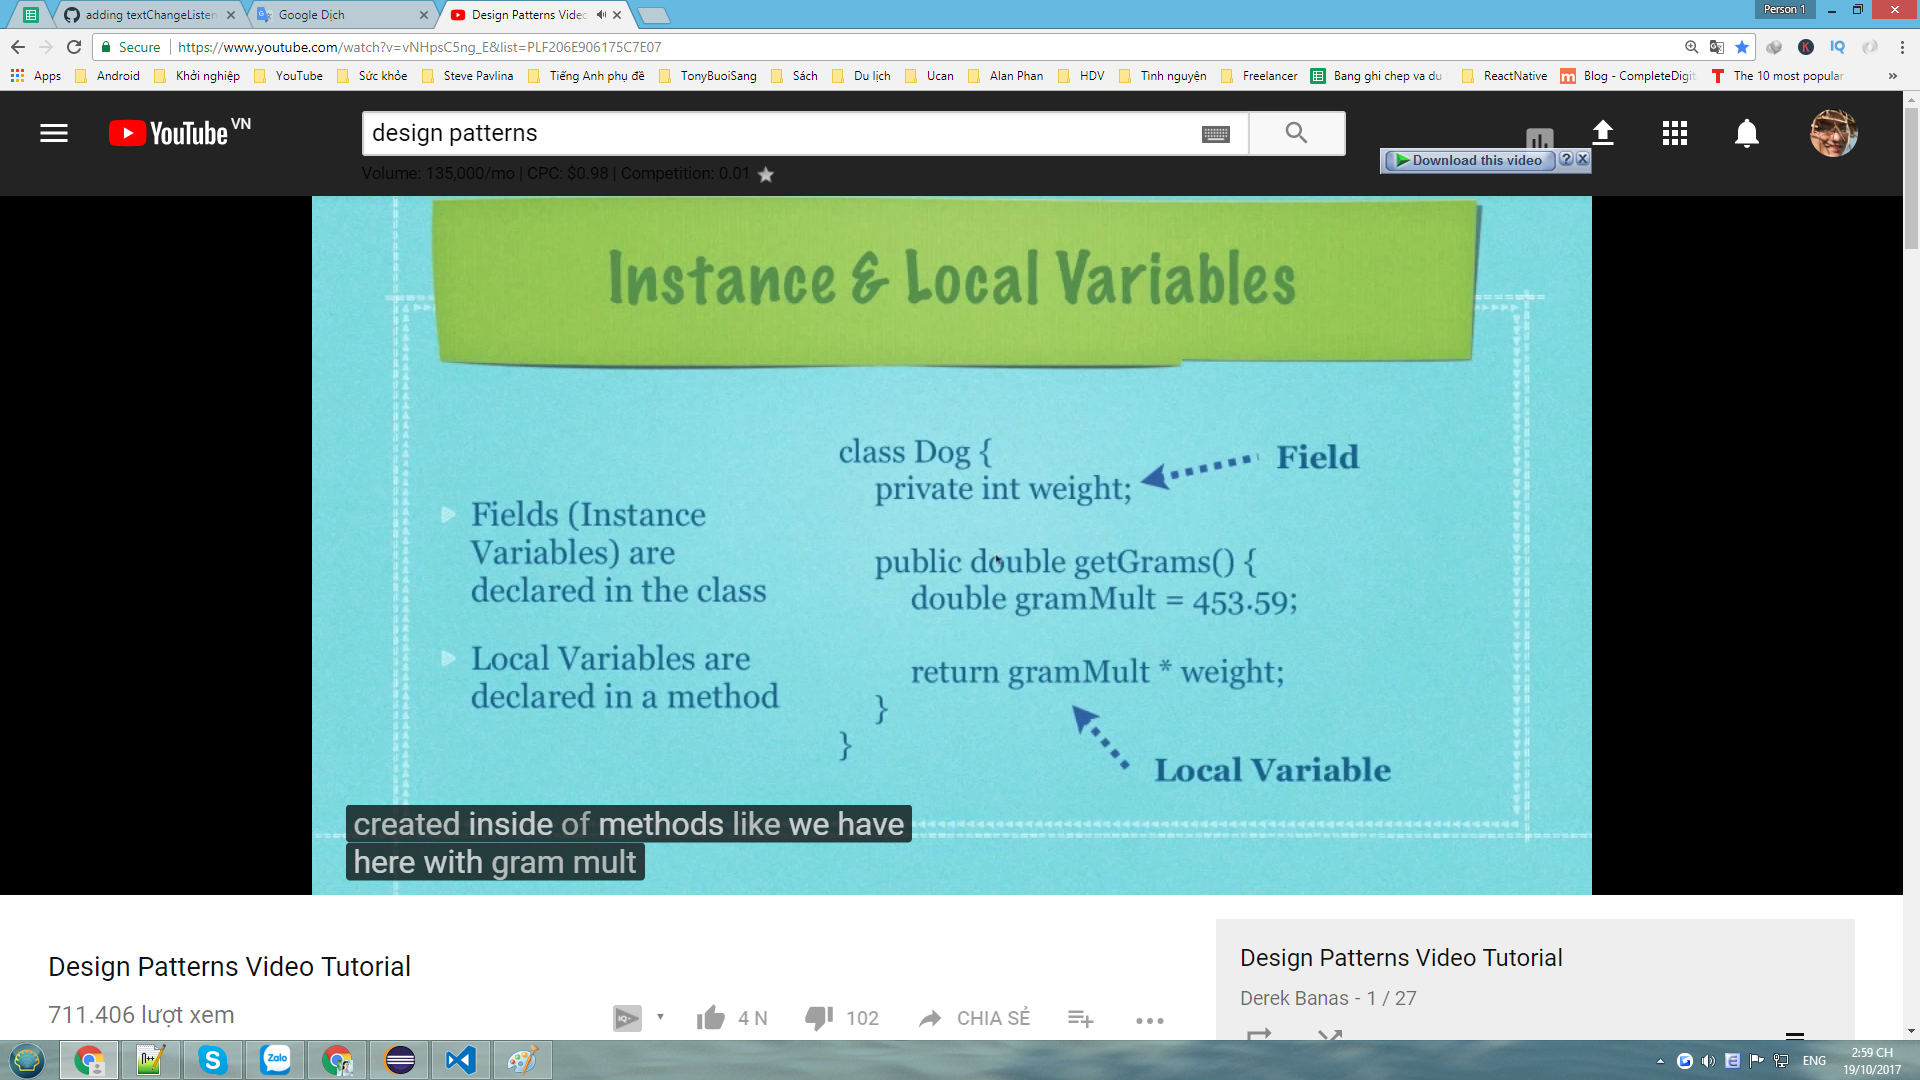 adding textChangeListen
Google Dịch
Design Patterns Video
Person 1
Secure
https://www.youtube.com/watch?v=vNHpsC5ng_E&list=PLF206E906175C7E07
Apps
Android
Khởi nghiệp
YouTube
Sức khỏe
Steve Pavlina
Tiếng Anh phụ đề
TonyBuoiSang
Sách
Du lịch
Ucan
Alan Phan
HDV
Tình nguyện
Freelancer
Bang ghi chep va du
ReactNative
Blog - CompleteDigit
The 10 most popular
YouTube VN
design patterns
Download this video
Volume: 135,000/mo | CPC: $0.98 | Competition: 0.01
Instance & Local Variables
Fields (Instance
Variables) are
declared in the class
Local Variables are
declared in a method
class Dog {
private int weight;
public double getGrams() {
double gramMult = 453.59;
return gramMult * weight;
}
}
Field
Local Variable
created inside of methods like we have
here with gram mult
Design Patterns Video Tutorial
711.406 lượt xem
4 N
102
CHIA SẺ
Design Patterns Video Tutorial
Derek Banas - 1 / 27
Zalo
ENG
2:59 CH
19/10/2017